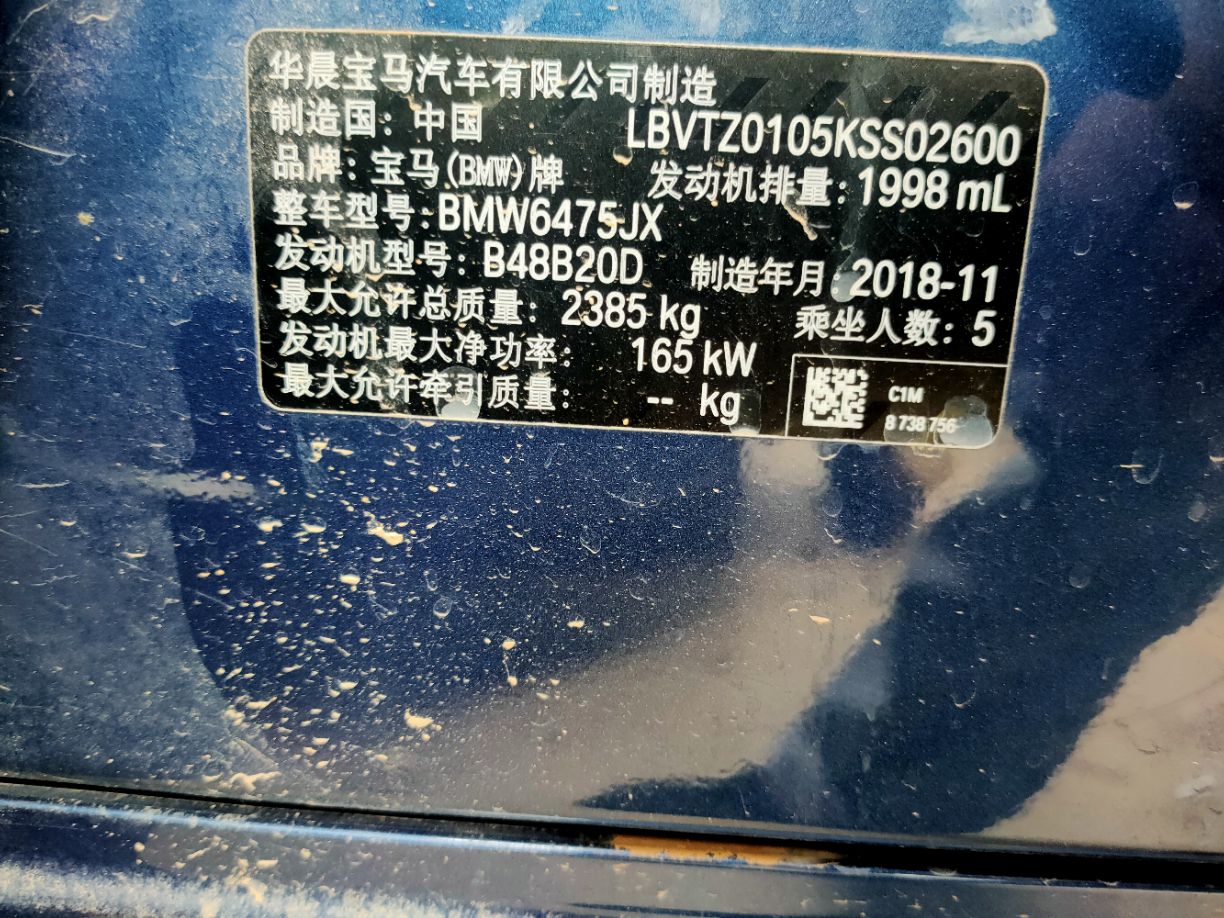 华晨宝马汽车有限公司制造
制造国：中国
LBVTZ0105KSS02600
品牌：宝马(BMW)牌
发动机排量：1998 mL
整车型号：BMW6475JX
发动机型号：B48B20D
制造年月：2018-11
最大允许总质量：2385 kg
乘坐人数：5
发动机最大净功率：165 kW
最大允许牵引质量：-- kg
C1M
8 738 756